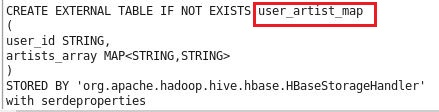 CREATE EXTERNAL TABLE IF NOT EXISTS user_artist_map
(
user_id STRING,
artists_array MAP<STRING,STRING>
)
STORED BY 'org.apache.hadoop.hive.hbase.HBaseStorageHandler'
with serdeproperties